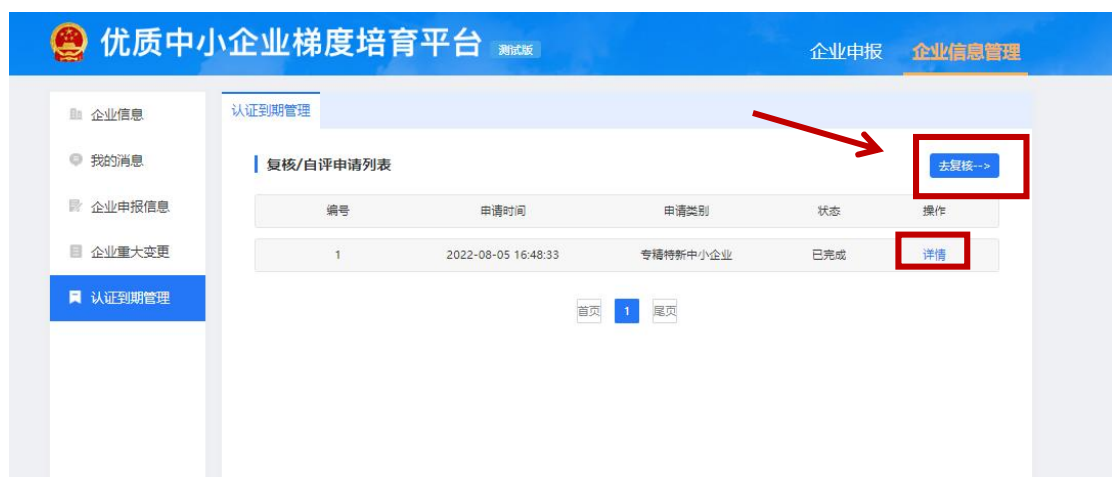 优质中小企业梯度培育平台 测试版 企业申报 企业信息管理
企业信息
我的消息
企业申报信息
企业重大变更
认证到期管理
认证到期管理
复核/自评申请列表 去复核-->
编号 申请时间 申请类别 状态 操作
1 2022-08-05 16:48:33 专精特新中小企业 已完成 详情
首页 1 尾页